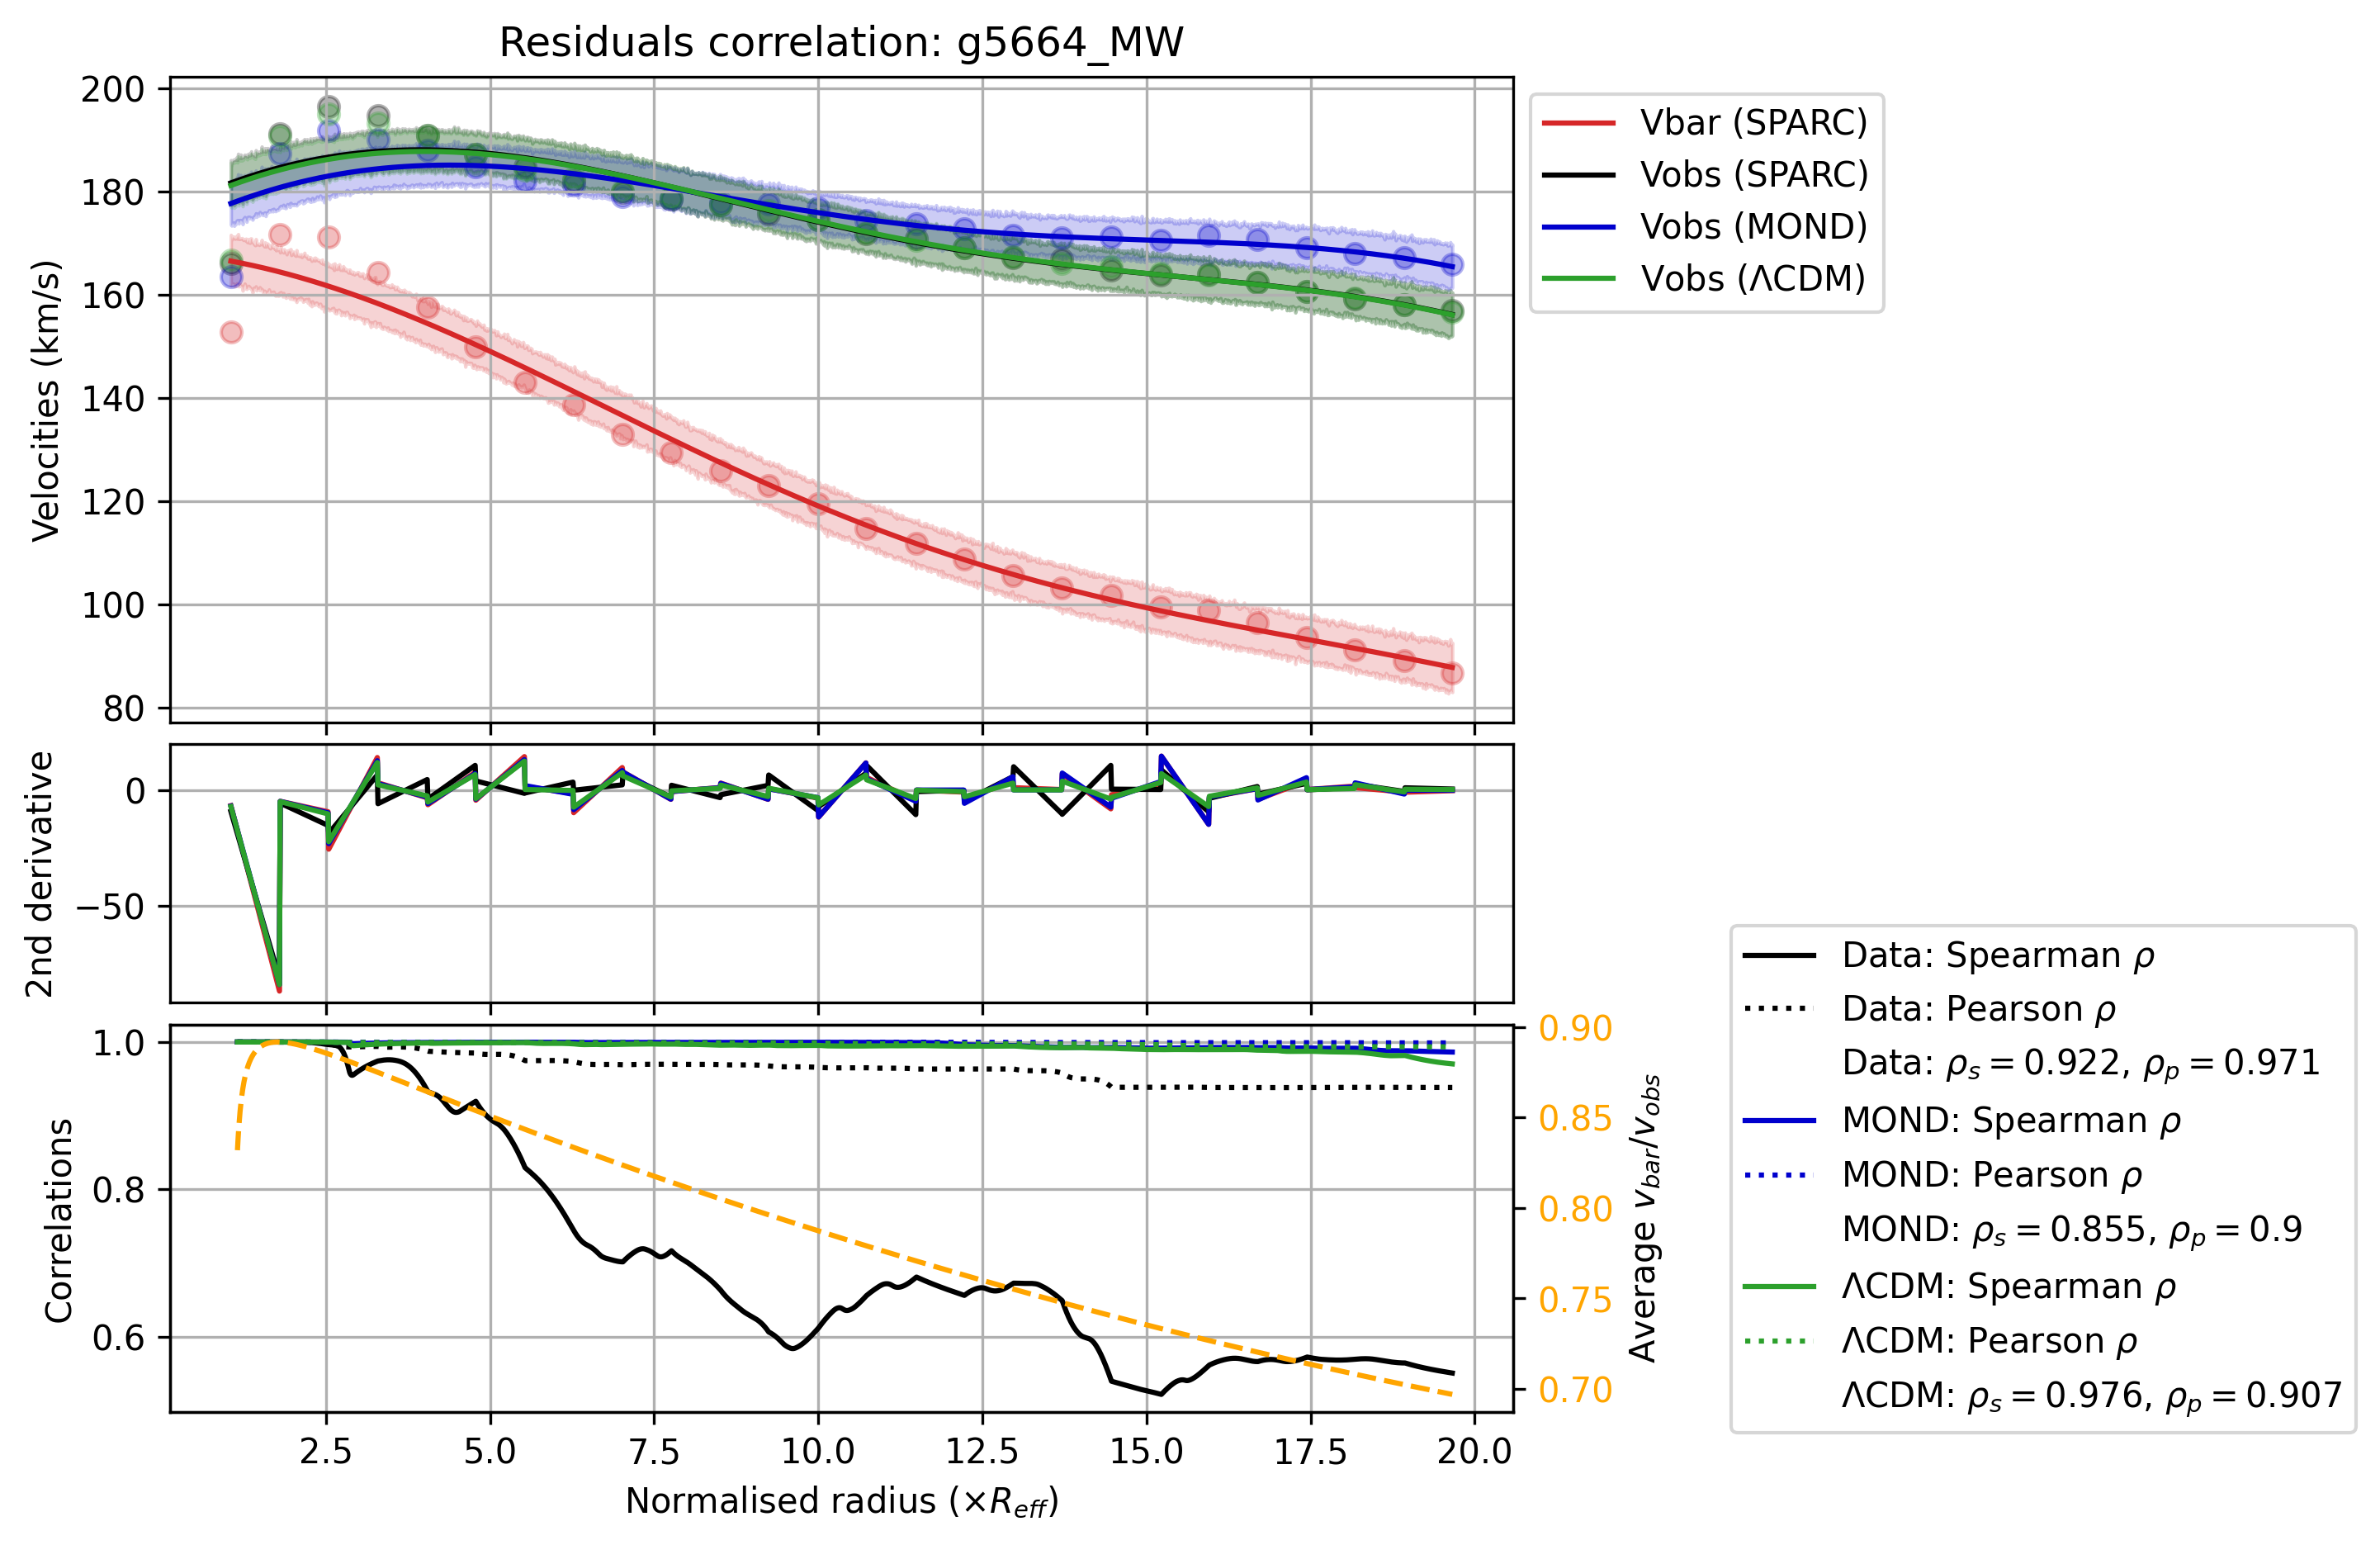 Residuals correlation: g5664_MW
200
180
160
140
120
100
80
Velocities (km/s)
Vbar (SPARC)
Vobs (SPARC)
Vobs (MOND)
Vobs (ΛCDM)
0
−50
2nd derivative
1.0
0.8
0.6
Correlations
0.90
0.85
0.80
0.75
0.70
Average v_bar/v_obs
2.5 5.0 7.5 10.0 12.5 15.0 17.5 20.0
Normalised radius (×R_eff)
Data: Spearman ρ
Data: Pearson ρ
Data: ρ_s = 0.922, ρ_p = 0.971
MOND: Spearman ρ
MOND: Pearson ρ
MOND: ρ_s = 0.855, ρ_p = 0.9
ΛCDM: Spearman ρ
ΛCDM: Pearson ρ
ΛCDM: ρ_s = 0.976, ρ_p = 0.907